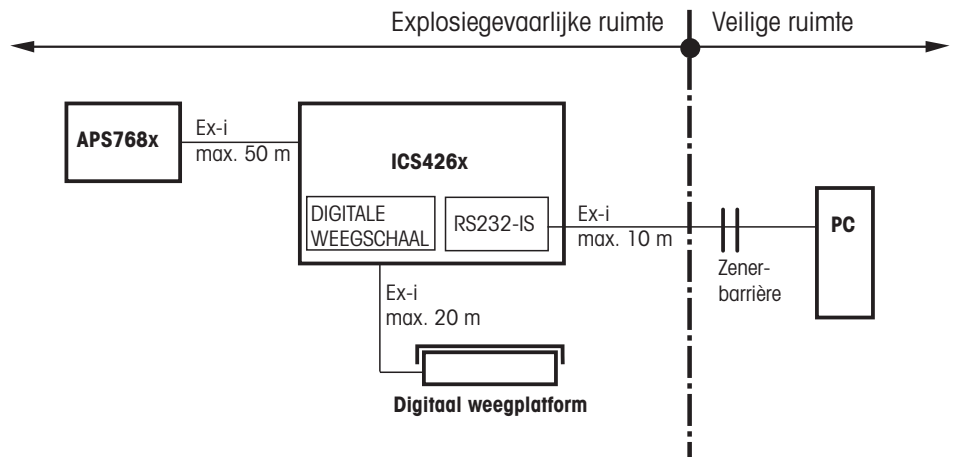 Explosiegevaarlijke ruimte
Veilige ruimte
APS768x
Ex-i
max. 50 m
ICS426x
DIGITALE
WEEGSCHAAL
RS232-IS
Ex-i
max. 10 m
PC
Zener-
barrière
Ex-i
max. 20 m
Digitaal weegplatform